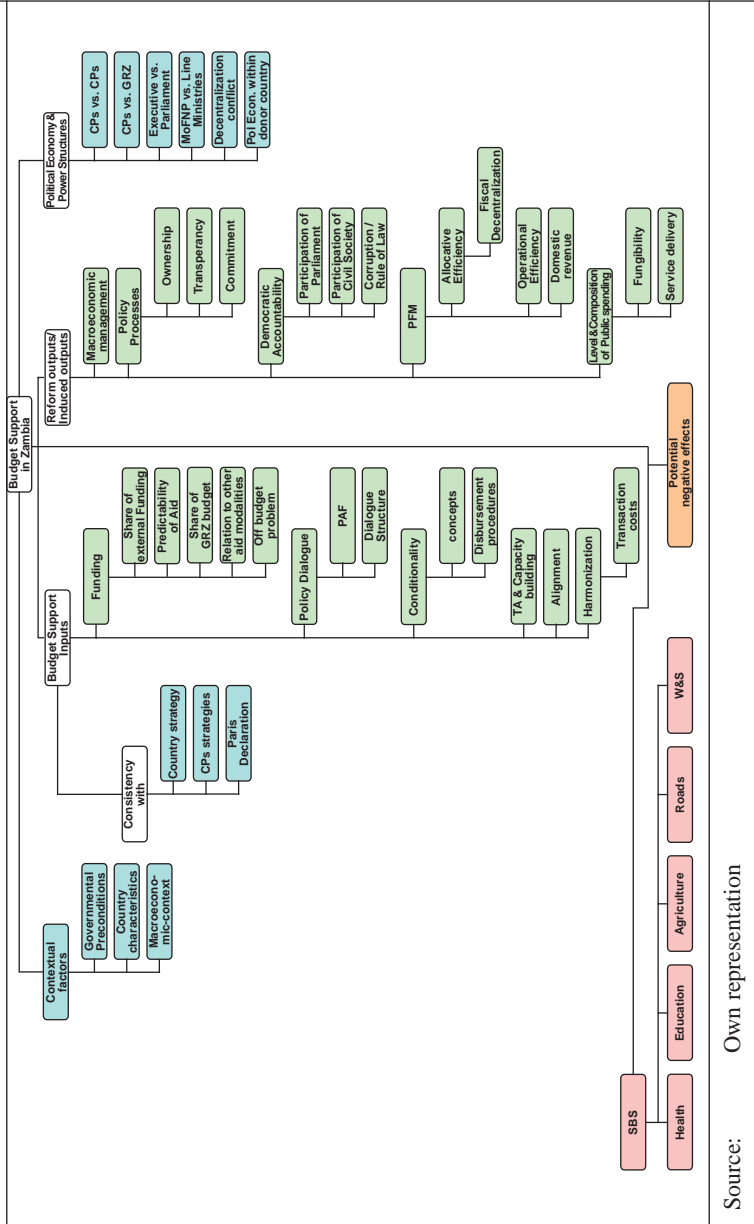 Budget Support
in Zambia
Contextual
factors
Governmental
Preconditions
Country
characteristics
Macroecono-
mic-context
Budget Support
Inputs
Consistency
with
Country strategy
CPs strategies
Paris
Declaration
Funding
Share of
external Funding
Predictability
of Aid
Share of
GRZ budget
Relation to other
aid modalities
Off budget
problem
Policy Dialogue
PAF
Dialogue
Structure
Conditionality
concepts
Disbursement
procedures
TA & Capacity
building
Alignment
Harmonization
Transaction
costs
Reform outputs/
Induced outputs
Macroeconomic
management
Policy
Processes
Ownership
Transperancy
Commitment
Democratic
Accountability
Participation of
Parliament
Participation of
Civil Society
Corruption /
Rule of Law
PFM
Allocative
Efficiency
Fiscal
Decentralization
Operational
Efficiency
Domestic
revenue
Level & Composition
of Public spending
Fungibility
Service delivery
Political Economy &
Power Structures
CPs vs. CPs
CPs vs. GRZ
Executive vs.
Parliament
MoFNP vs. Line
Ministries
Decentralization
conflict
Pol Econ. within
donor country
SBS
Health
Education
Agriculture
Roads
W&S
Potential
negative effects
Source: Own representation